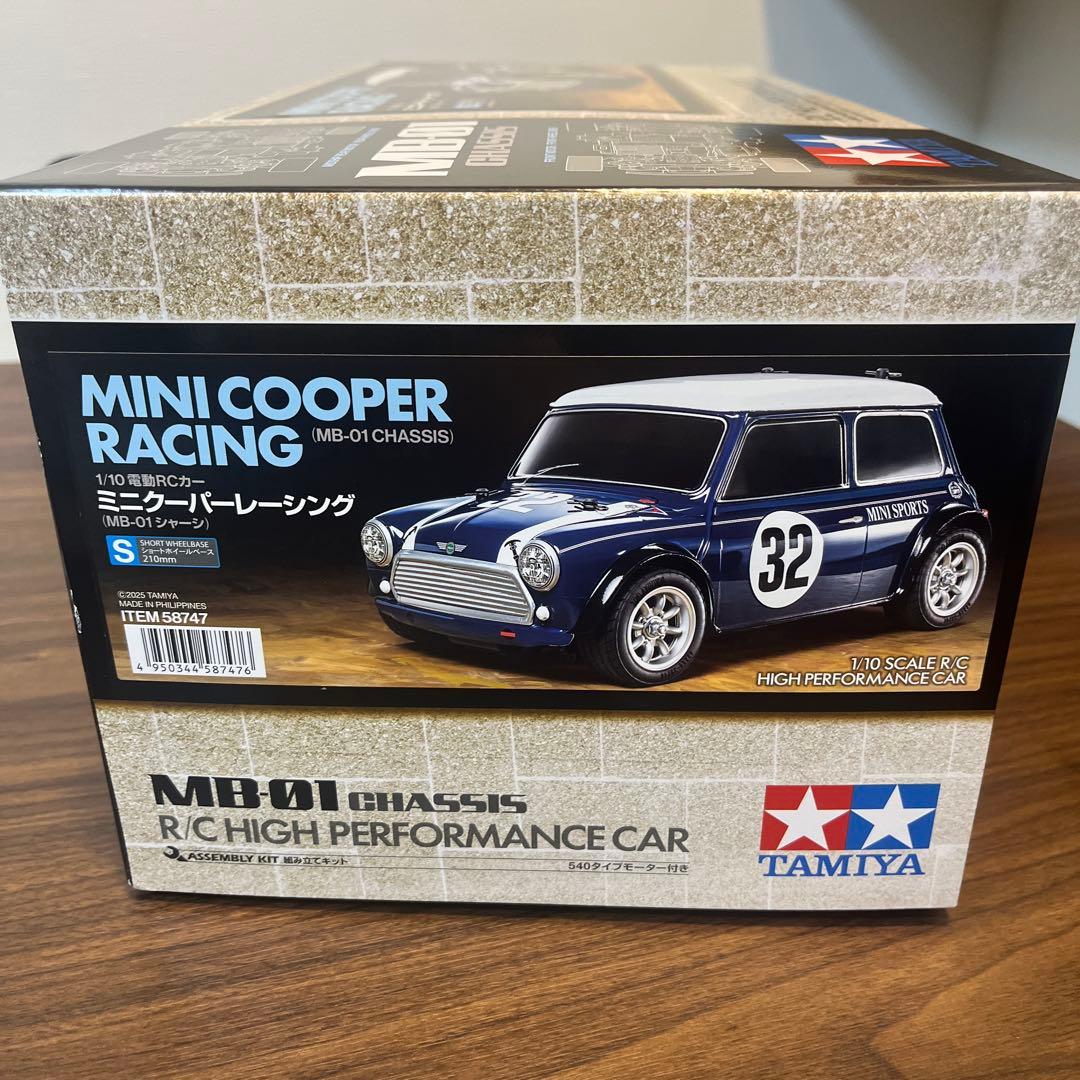 MB-01
CHASSIS
TAMIYA
MINI COOPER
RACING (MB-01 CHASSIS)
1/10 電動RCカー
ミニクーパーレーシング
(MB-01 シャーシ)
S SHORT WHEELBASE
ショートホイールベース
210mm
©2025 TAMIYA
MADE IN PHILIPPINES
ITEM 58747
4 950344 587476
32
32
MINI SPORTS
1/10 SCALE R/C
HIGH PERFORMANCE CAR
MB-01 CHASSIS
R/C HIGH PERFORMANCE CAR
ASSEMBLY KIT 組み立てキット
540タイプモーター付き
TAMIYA